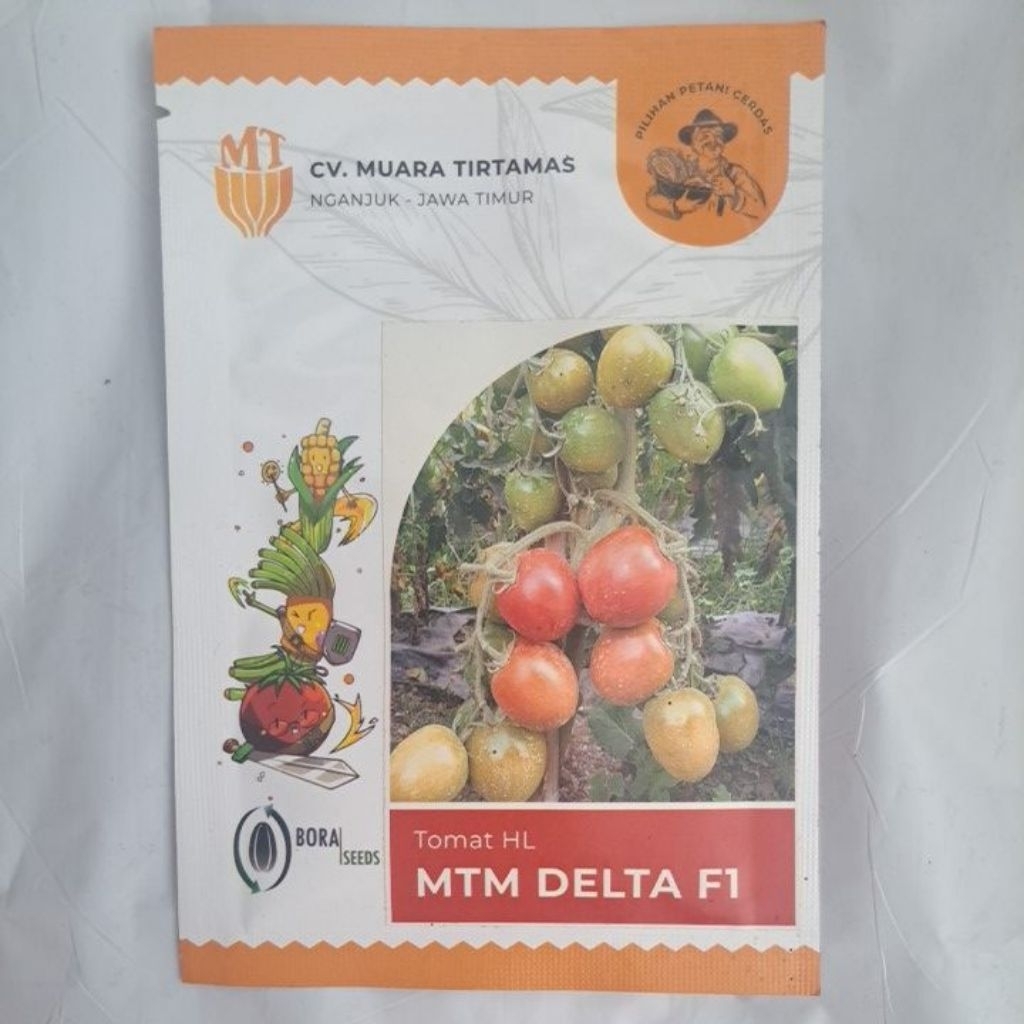 MT
CV. MUARA TIRTAMAS
NGANJUK - JAWA TIMUR
PILIHAN PETANI CERDAS
BORA
SEEDS
Tomat HL
MTM DELTA F1